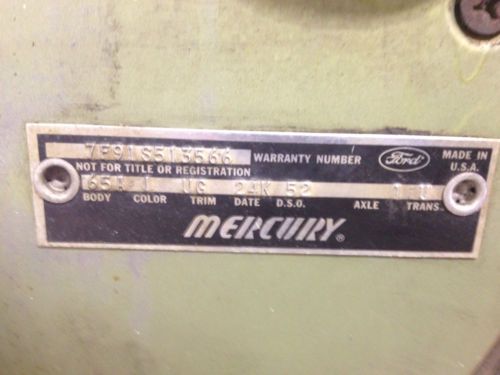 7F91S513566 WARRANTY NUMBER Ford MADE IN U.S.A.
NOT FOR TITLE OR REGISTRATION
65A I UG 24K 52 1 U
BODY COLOR TRIM DATE D.S.O. AXLE TRANS.
MERCURY®